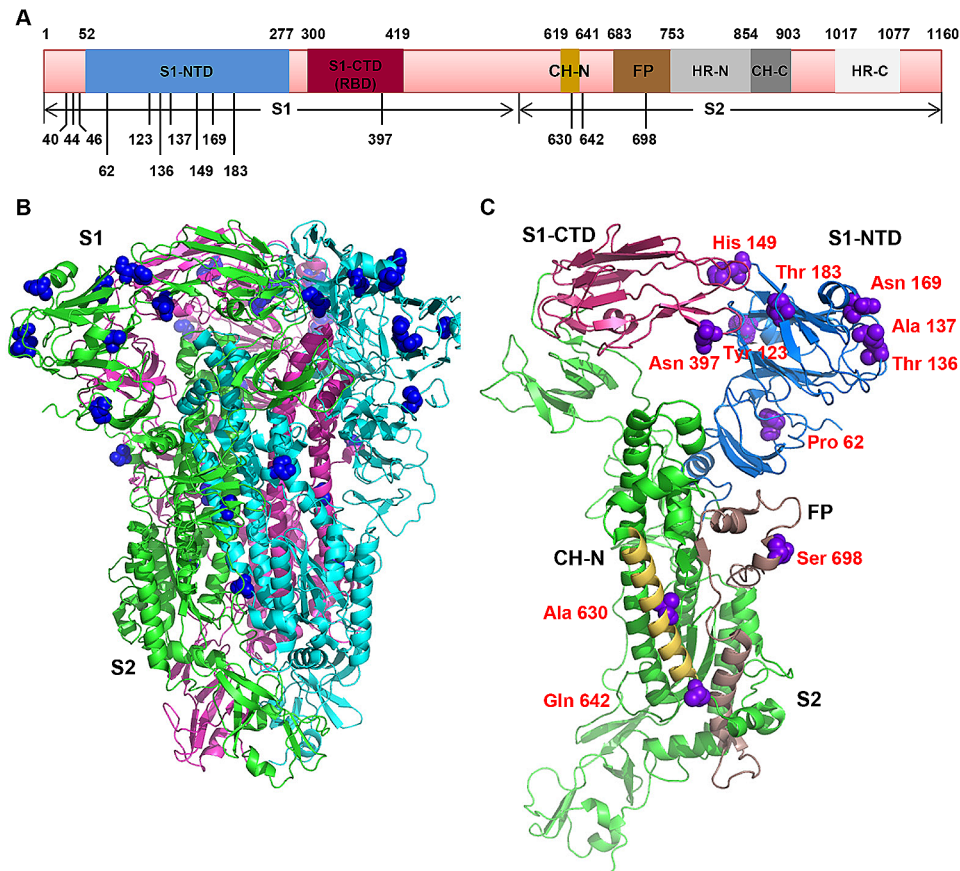 A
1 52 277 300 419 619 641 683 753 854 903 1017 1077 1160
S1-NTD
S1-CTD
(RBD)
CH-N
FP
HR-N
CH-C
HR-C
S1 S2
40 44 46 123 137 169 397 630 642 698
62 136 149 183
B
S1
S2
C
S1-CTD
His 149
S1-NTD
Thr 183
Asn 169
Ala 137
Asn 397
Tyr 123
Thr 136
Pro 62
FP
CH-N
Ser 698
Ala 630
Gln 642
S2